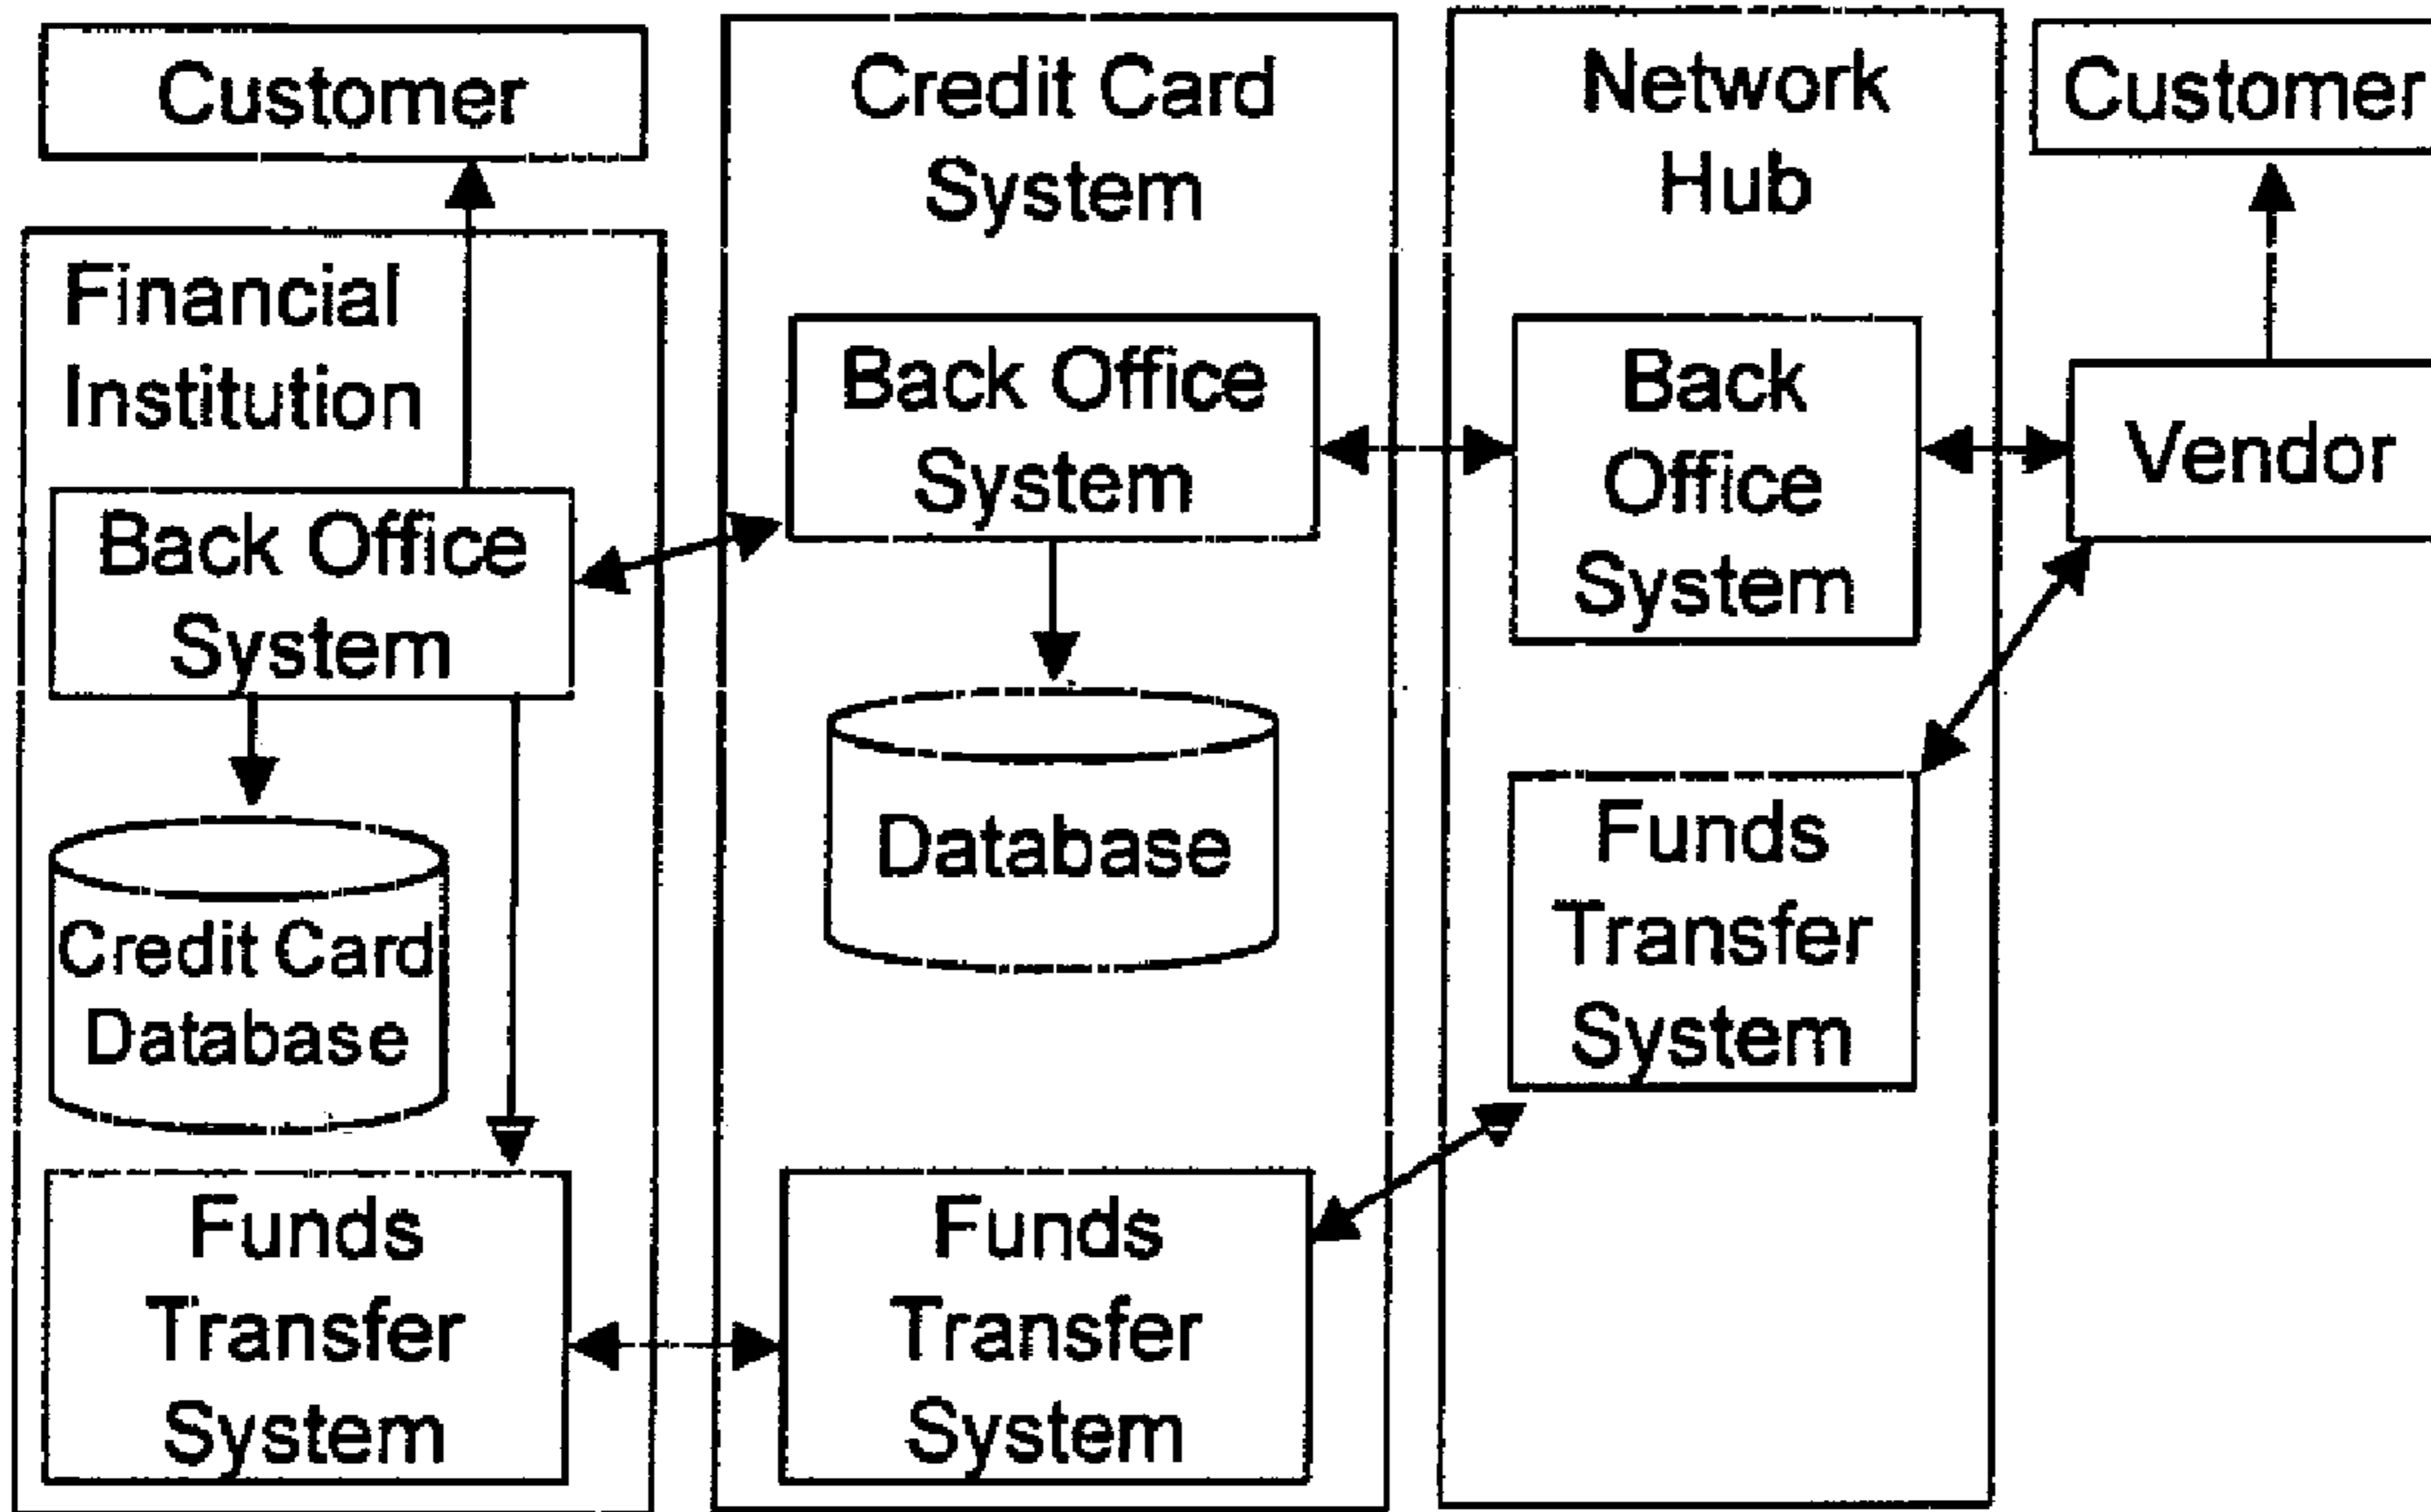 Customer
Financial
Institution
Back Office
System
Credit Card
Database
Funds
Transfer
System
Credit Card
System
Back Office
System
Database
Funds
Transfer
System
Network
Hub
Back
Office
System
Funds
Transfer
System
Customer
Vendor